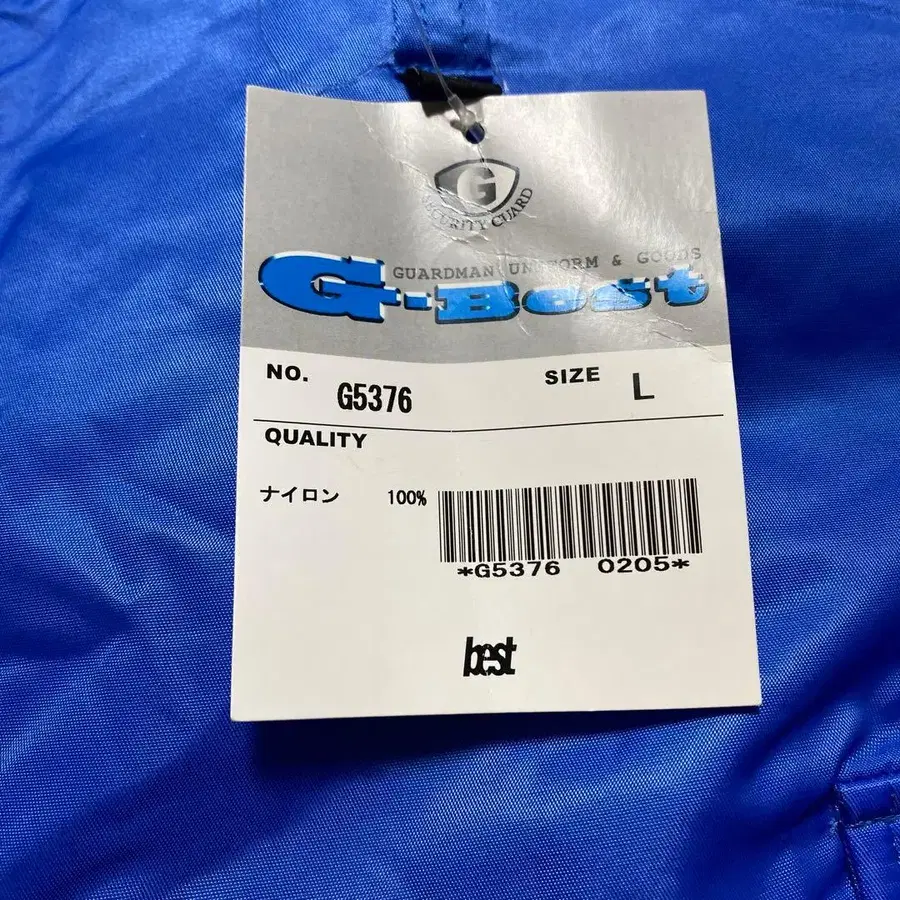 G
SECURITY GUARD
GUARDMAN UNIFORM & GOODS
G-Best
NO. G5376 SIZE L
QUALITY
ナイロン 100%
*G5376 0205*
best